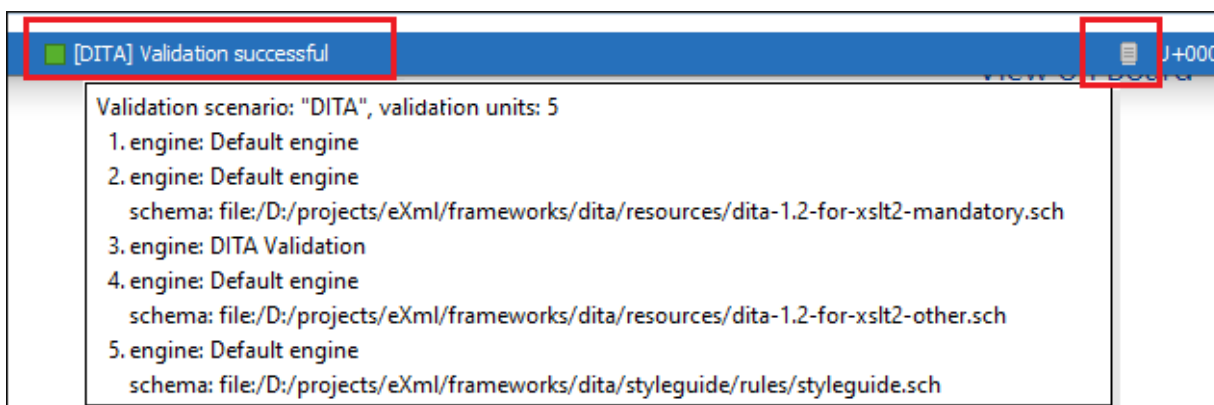 [DITA] Validation successful
U+000
Validation scenario: "DITA", validation units: 5
1. engine: Default engine
2. engine: Default engine
schema: file:/D:/projects/eXml/frameworks/dita/resources/dita-1.2-for-xslt2-mandatory.sch
3. engine: DITA Validation
4. engine: Default engine
schema: file:/D:/projects/eXml/frameworks/dita/resources/dita-1.2-for-xslt2-other.sch
5. engine: Default engine
schema: file:/D:/projects/eXml/frameworks/dita/styleguide/rules/styleguide.sch